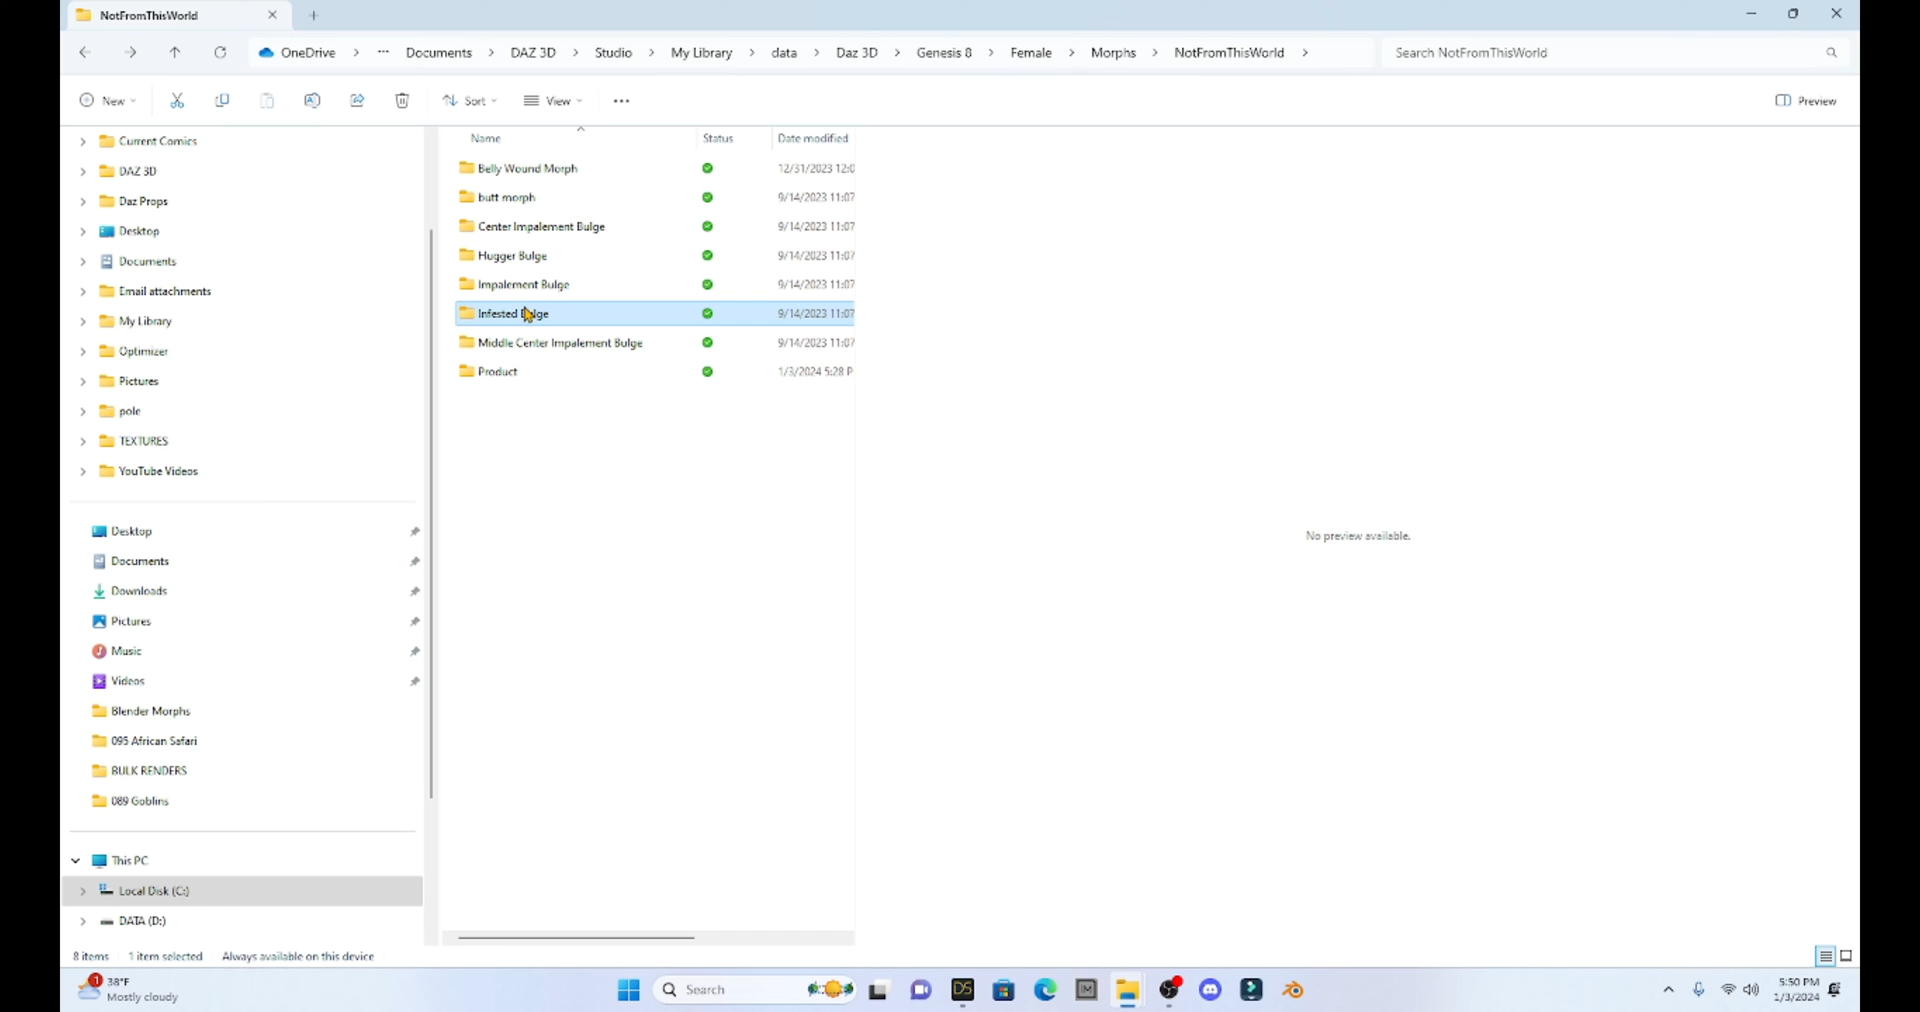 NotFromThisWorld
OneDrive > ... Documents > DAZ 3D > Studio > My Library > data > Daz 3D > Genesis 8 > Female > Morphs > NotFromThisWorld >
Search NotFromThisWorld
New
Sort
View
...
Preview
Current Comics
DAZ 3D
Daz Props
Desktop
Documents
Email attachments
My Library
Optimizer
Pictures
pole
TEXTURES
YouTube Videos
Desktop
Documents
Downloads
Pictures
Music
Videos
Blender Morphs
095 African Safari
BULK RENDERS
089 Goblins
This PC
Local Disk (C:)
DATA (D:)
Name Status Date modified
Belly Wound Morph 12/31/2023 12:0
butt morph 9/14/2023 11:07
Center Impalement Bulge 9/14/2023 11:07
Hugger Bulge 9/14/2023 11:07
Impalement Bulge 9/14/2023 11:07
Infested Bulge 9/14/2023 11:07
Middle Center Impalement Bulge 9/14/2023 11:07
Product 1/3/2024 5:28 P
No preview available.
8 items 1 item selected Always available on this device
1
38°F
Mostly cloudy
Search
DS
IM
5:50 PM
1/3/2024